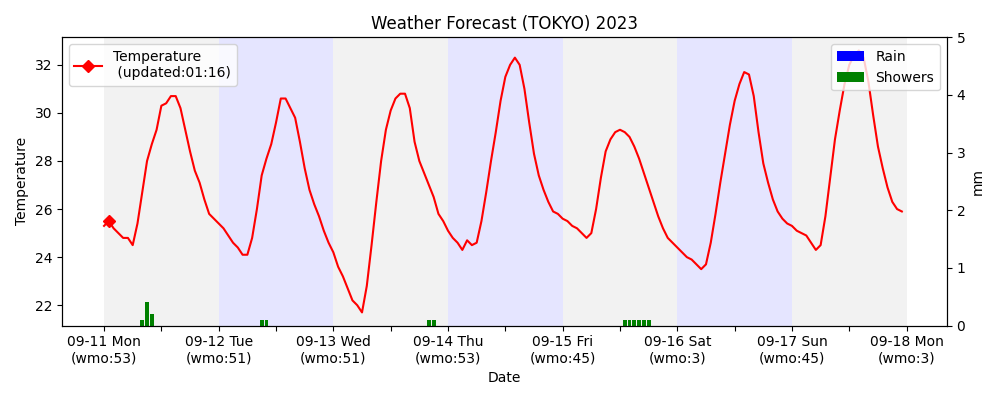 Weather Forecast (TOKYO) 2023
Temperature
(updated:01:16)
Rain
Showers
Temperature
32
30
28
26
24
22
5
4
3
2
1
0
mm
09-11 Mon
(wmo:53)
09-12 Tue
(wmo:51)
09-13 Wed
(wmo:51)
09-14 Thu
(wmo:53)
09-15 Fri
(wmo:45)
09-16 Sat
(wmo:3)
09-17 Sun
(wmo:45)
09-18 Mon
(wmo:3)
Date